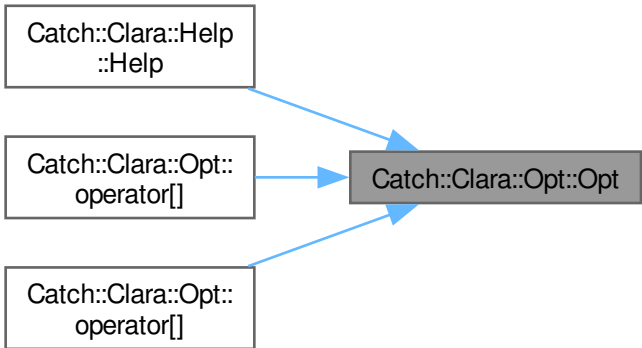 Catch::Clara::Help
::Help
Catch::Clara::Opt::
operator[]
Catch::Clara::Opt::Opt
Catch::Clara::Opt::
operator[]